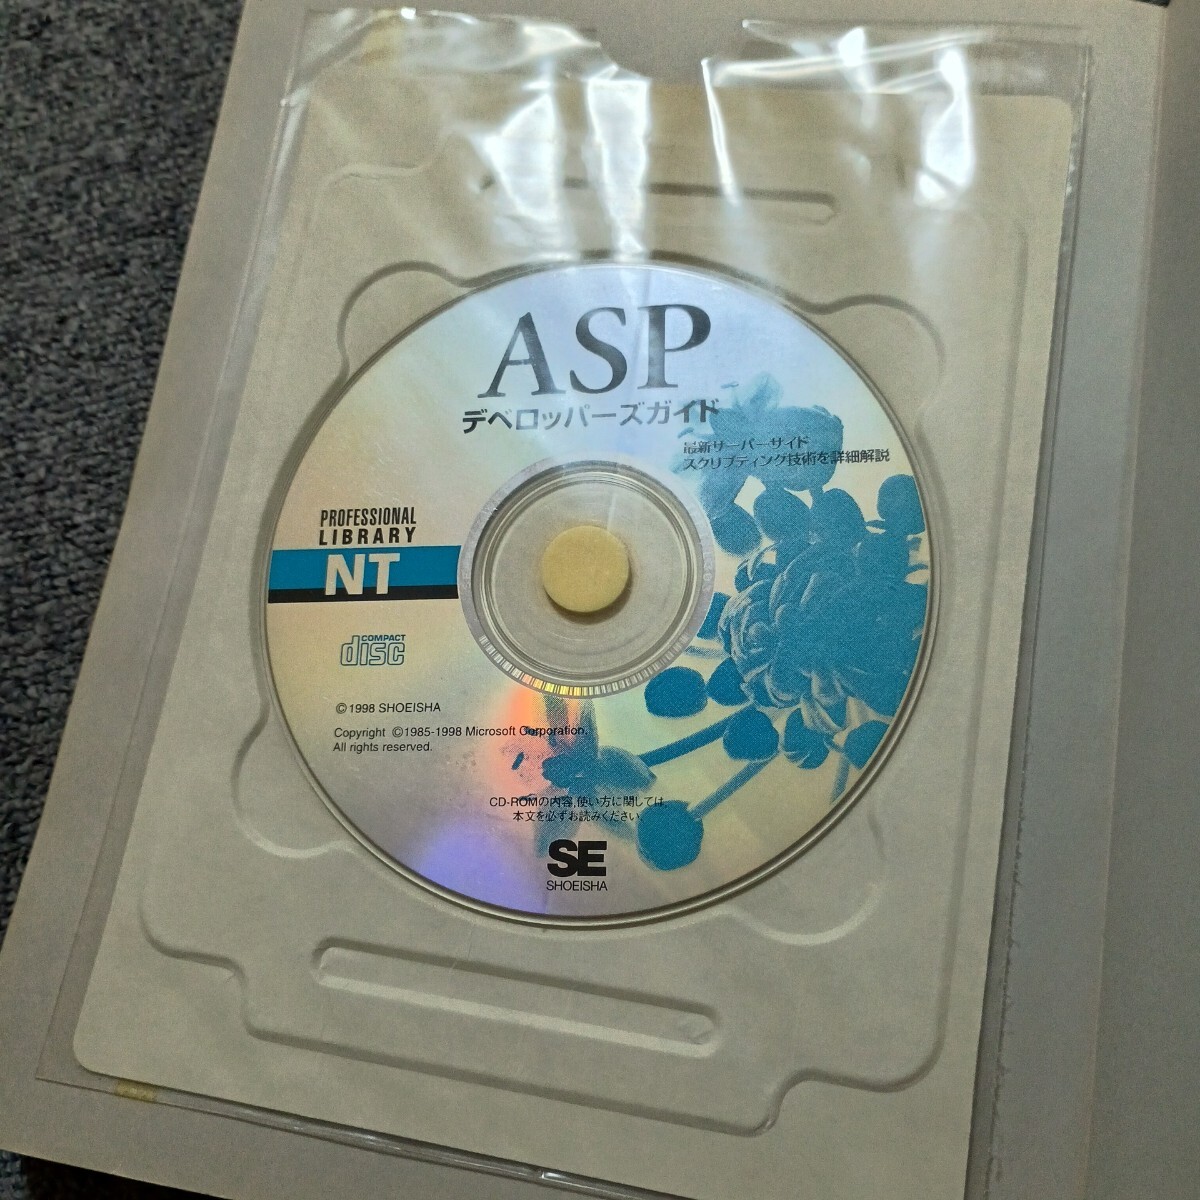 ASP
デベロッパーズガイド
最新サーバーサイド
スクリプティング技術を詳細解説
PROFESSIONAL
LIBRARY
NT
COMPACT
disc
©1998 SHOEISHA
Copyright ©1985-1998 Microsoft Corporation.
All rights reserved.
CD-ROMの内容,使い方に関しては,
本文を必ずお読みください.
SE
SHOEISHA